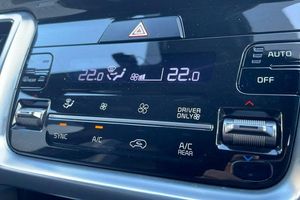 22.0 22.0
AUTO
OFF
DRIVER
ONLY
SYNC A/C A/C
REAR